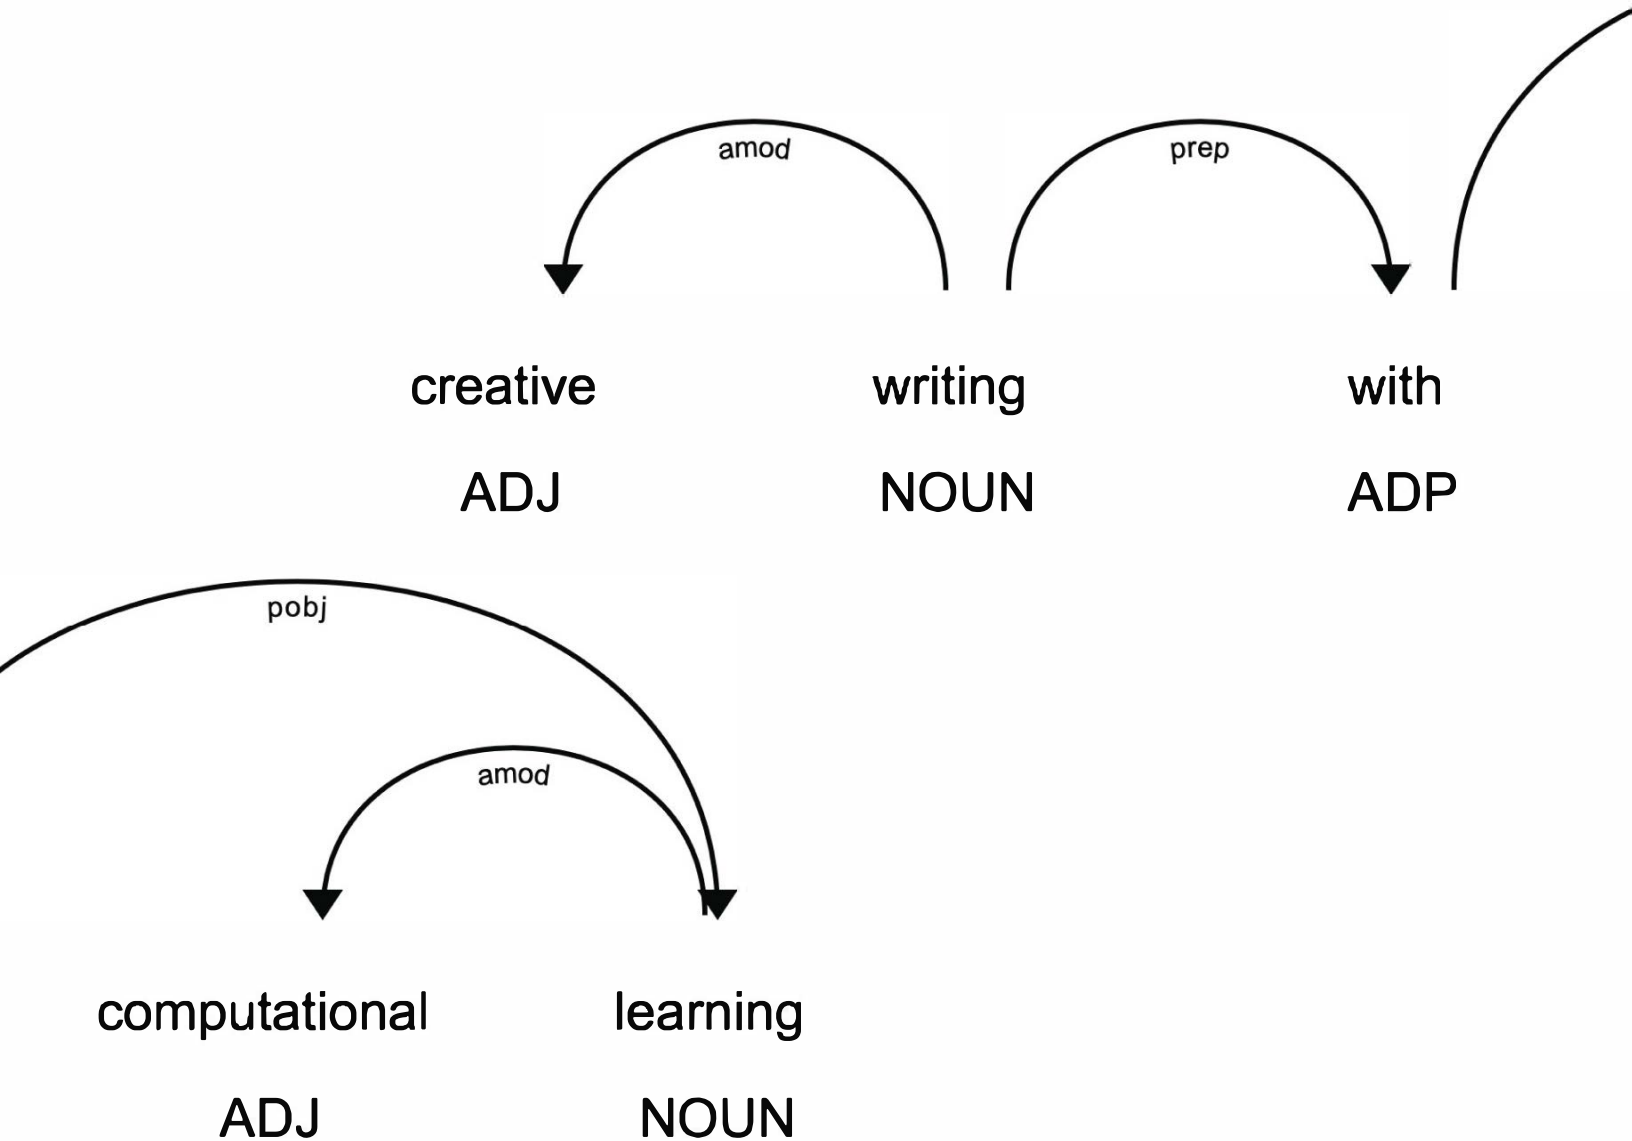 amod prep
creative writing with
ADJ NOUN ADP
pobj
amod
computational learning
ADJ NOUN